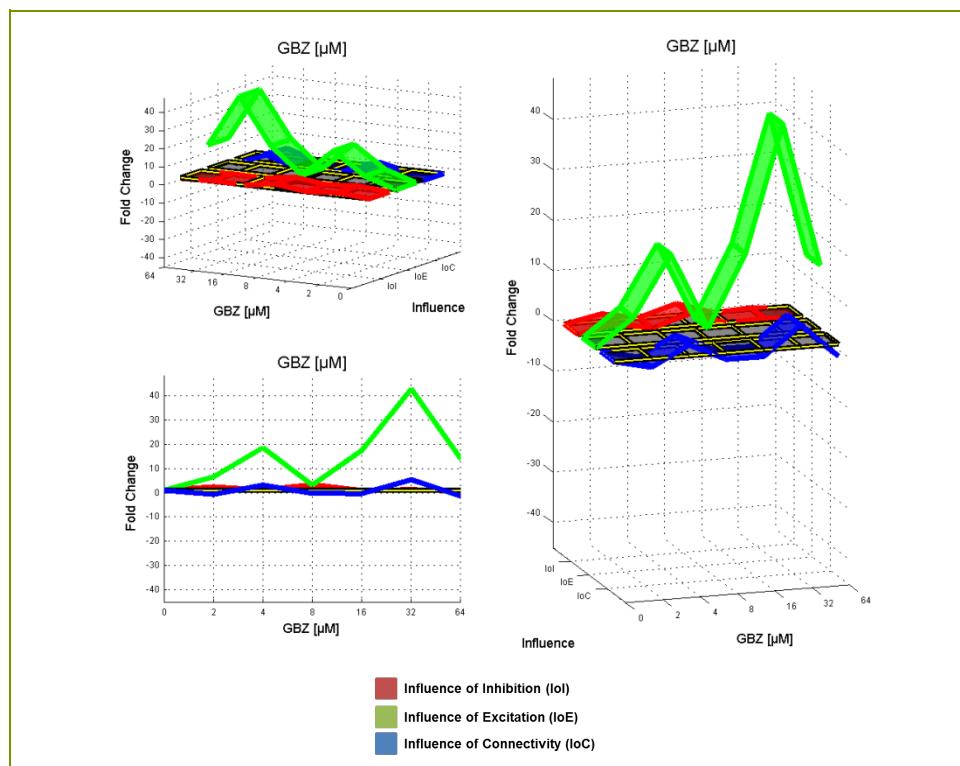 GBZ [µM]
40
30
20
10
0
-10
-20
-30
-40
Fold Change
64
32
16
8
4
2
0
GBZ [µM]
IoI
IoE
IoC
Influence
GBZ [µM]
40
30
20
10
0
-10
-20
-30
-40
Fold Change
0
2
4
8
16
32
64
GBZ [µM]
GBZ [µM]
40
30
20
10
0
-10
-20
-30
-40
Fold Change
IoI
IoE
IoC
Influence
0
2
4
8
16
32
64
GBZ [µM]
Influence of Inhibition (IoI)
Influence of Excitation (IoE)
Influence of Connectivity (IoC)